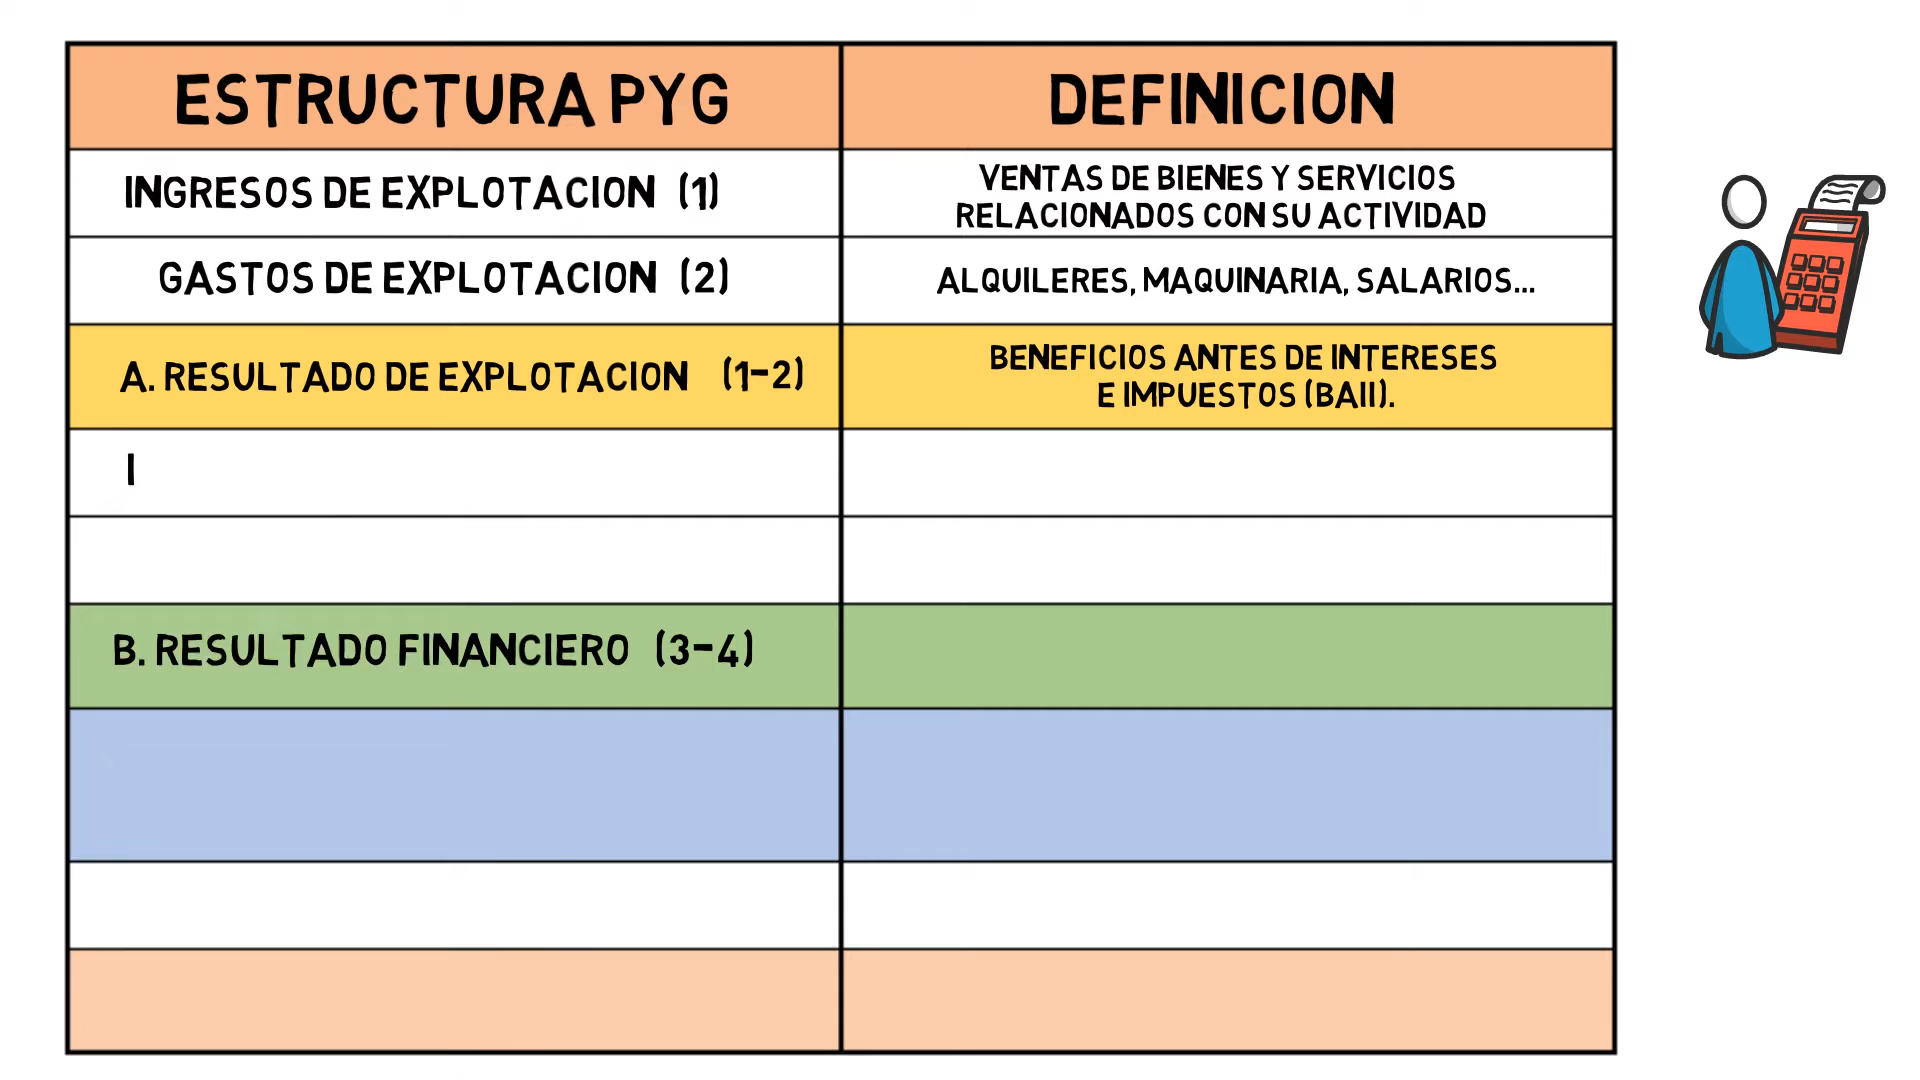 ESTRUCTURA PYG
DEFINICION
INGRESOS DE EXPLOTACION (1)
VENTAS DE BIENES Y SERVICIOS
RELACIONADOS CON SU ACTIVIDAD
GASTOS DE EXPLOTACION (2)
ALQUILERES, MAQUINARIA, SALARIOS...
A. RESULTADO DE EXPLOTACION (1-2)
BENEFICIOS ANTES DE INTERESES
E IMPUESTOS (BAII).
I
B. RESULTADO FINANCIERO (3-4)